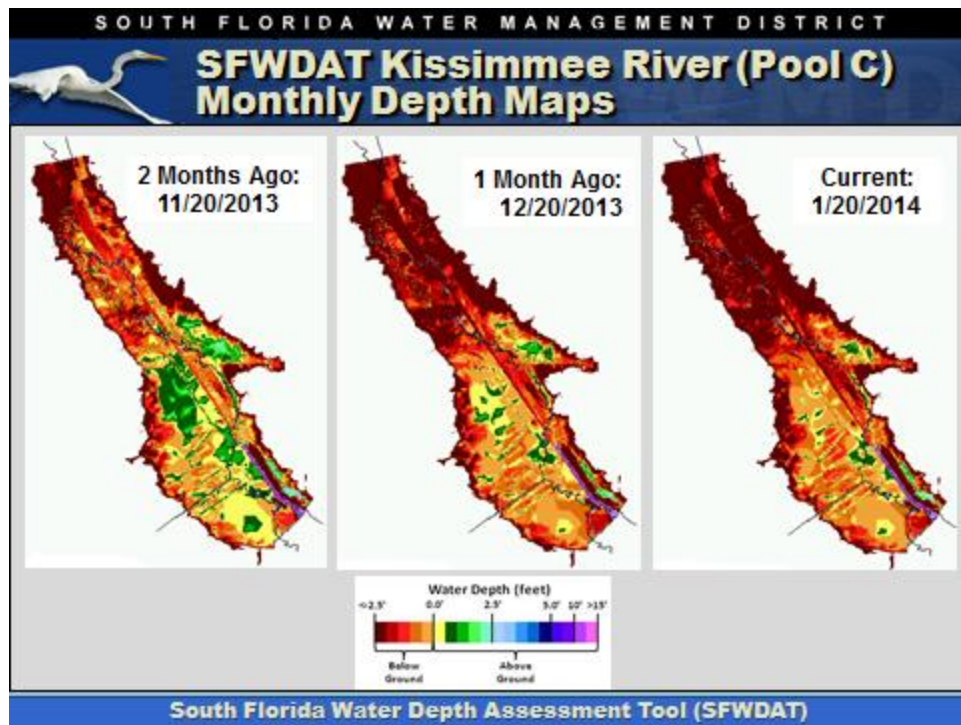 SOUTH FLORIDA WATER MANAGEMENT DISTRICT
SFWDAT Kissimmee River (Pool C)
Monthly Depth Maps
2 Months Ago:
11/20/2013
1 Month Ago:
12/20/2013
Current:
1/20/2014
Water Depth (feet)
<-2.5' 0.0' 2.5' 5.0' 10' >15'
Below
Ground
Above
Ground
South Florida Water Depth Assessment Tool (SFWDAT)